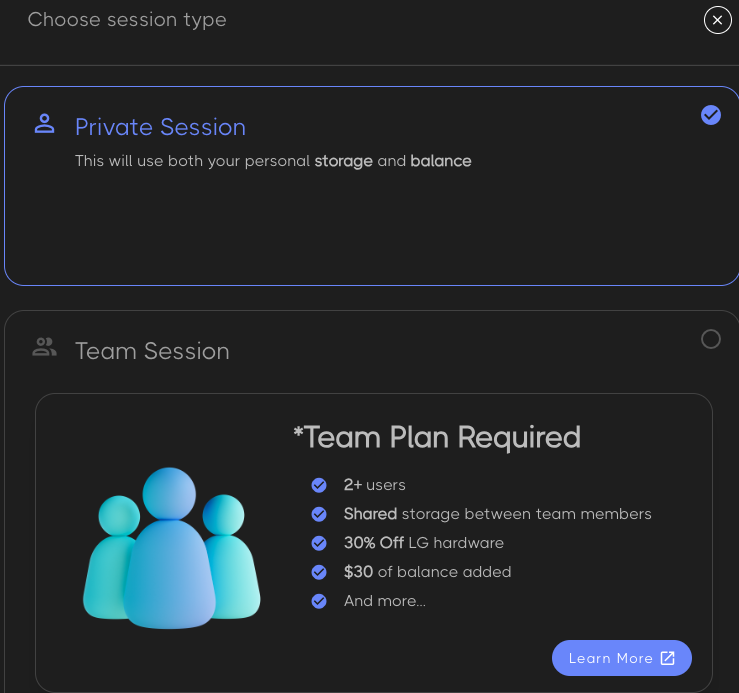 Choose session type
Private Session
This will use both your personal storage and balance
Team Session
*Team Plan Required
2+ users
Shared storage between team members
30% Off LG hardware
$30 of balance added
And more...
Learn More